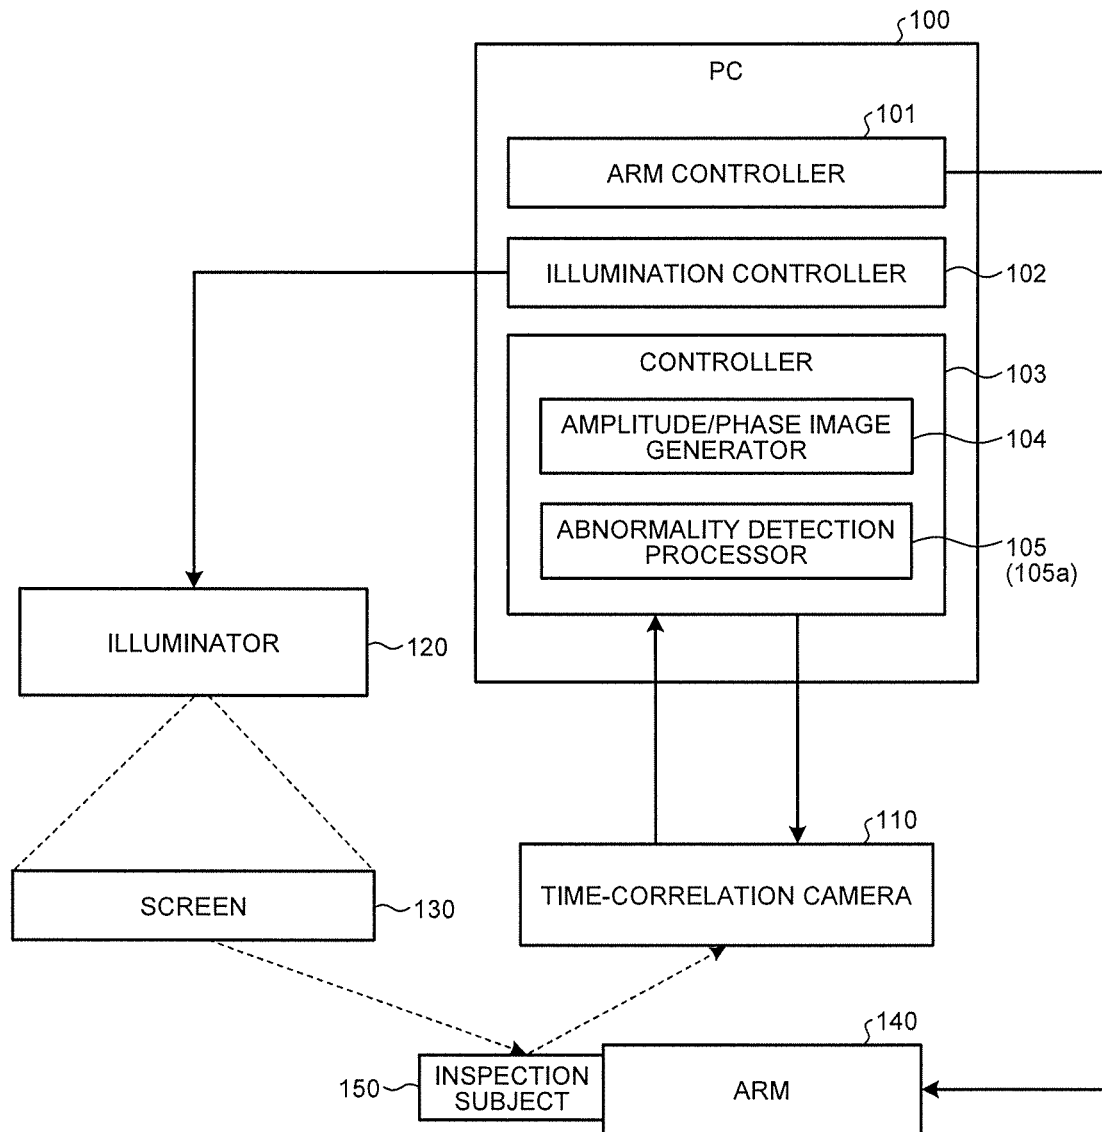 100
PC
101
ARM CONTROLLER
ILLUMINATION CONTROLLER
102
CONTROLLER
103
AMPLITUDE/PHASE IMAGE
GENERATOR
104
ABNORMALITY DETECTION
PROCESSOR
105
(105a)
ILLUMINATOR
120
110
TIME-CORRELATION CAMERA
SCREEN
130
140
150
INSPECTION
SUBJECT
ARM